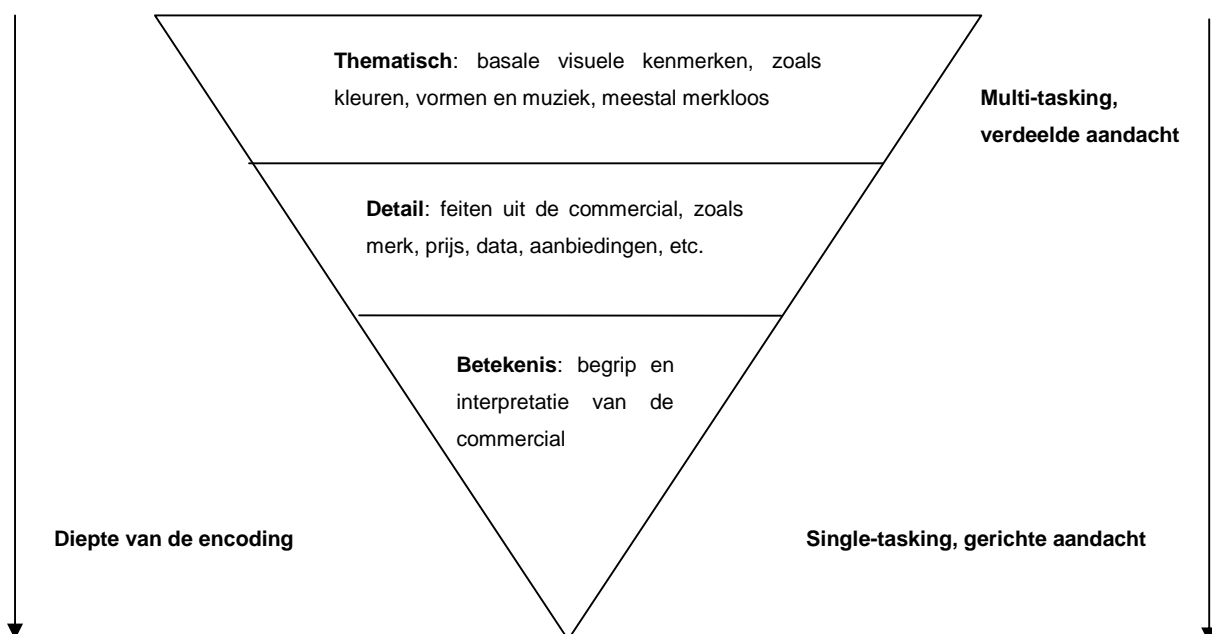 Thematisch: basale visuele kenmerken, zoals
kleuren, vormen en muziek, meestal merkloos
Multi-tasking,
verdeelde aandacht
Detail: feiten uit de commercial, zoals
merk, prijs, data, aanbiedingen, etc.
Betekenis: begrip en
interpretatie van de
commercial
Diepte van de encoding
Single-tasking, gerichte aandacht